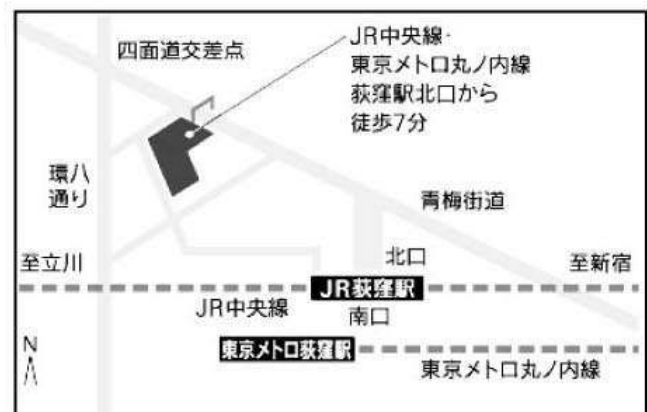 四面道交差点
JR中央線·
東京メトロ丸ノ内線
荻窪駅北口から
徒歩7分
環八
通り
青梅街道
至立川
北口
至新宿
JR荻窪駅
JR中央線
南口
N
東京メトロ荻窪駅
東京メトロ丸ノ内線